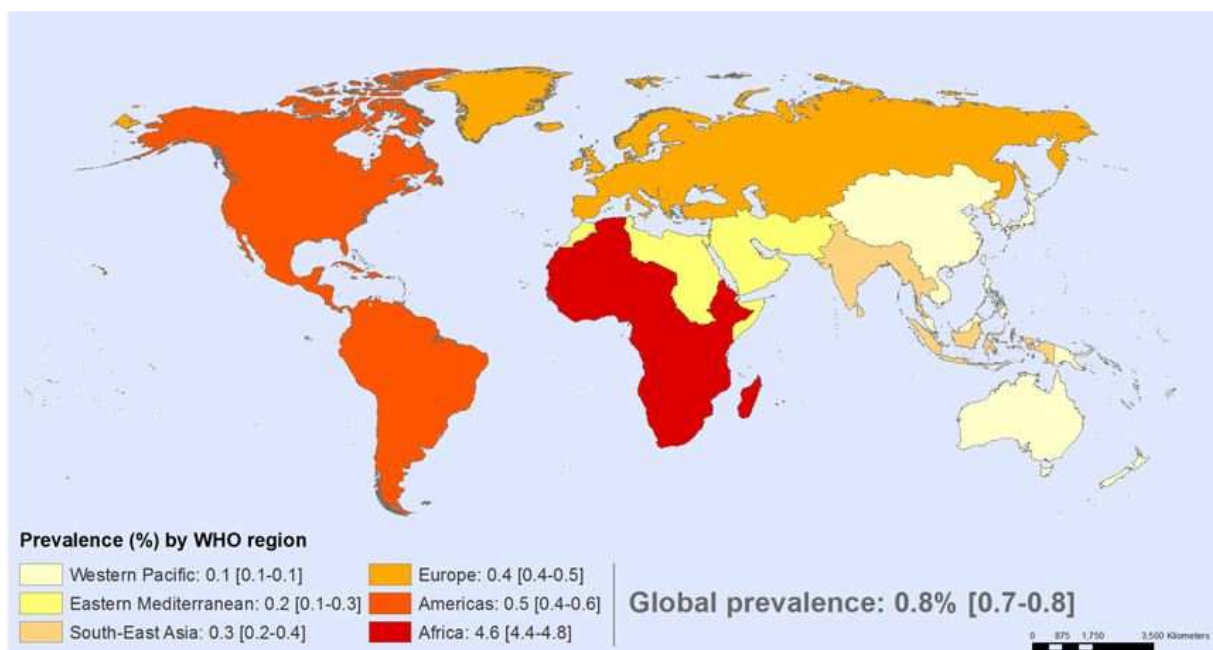 Prevalence (%) by WHO region
Western Pacific: 0.1 [0.1-0.1]
Eastern Mediterranean: 0.2 [0.1-0.3]
South-East Asia: 0.3 [0.2-0.4]
Europe: 0.4 [0.4-0.5]
Americas: 0.5 [0.4-0.6]
Africa: 4.6 [4.4-4.8]
Global prevalence: 0.8% [0.7-0.8]
0 875 1,750 3,500 Kilometers